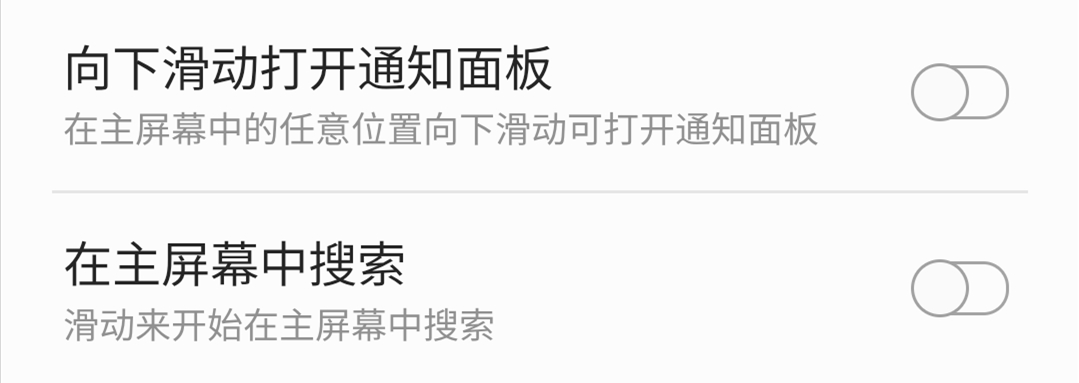 向下滑动打开通知面板
在主屏幕中的任意位置向下滑动可打开通知面板
在主屏幕中搜索
滑动来开始在主屏幕中搜索